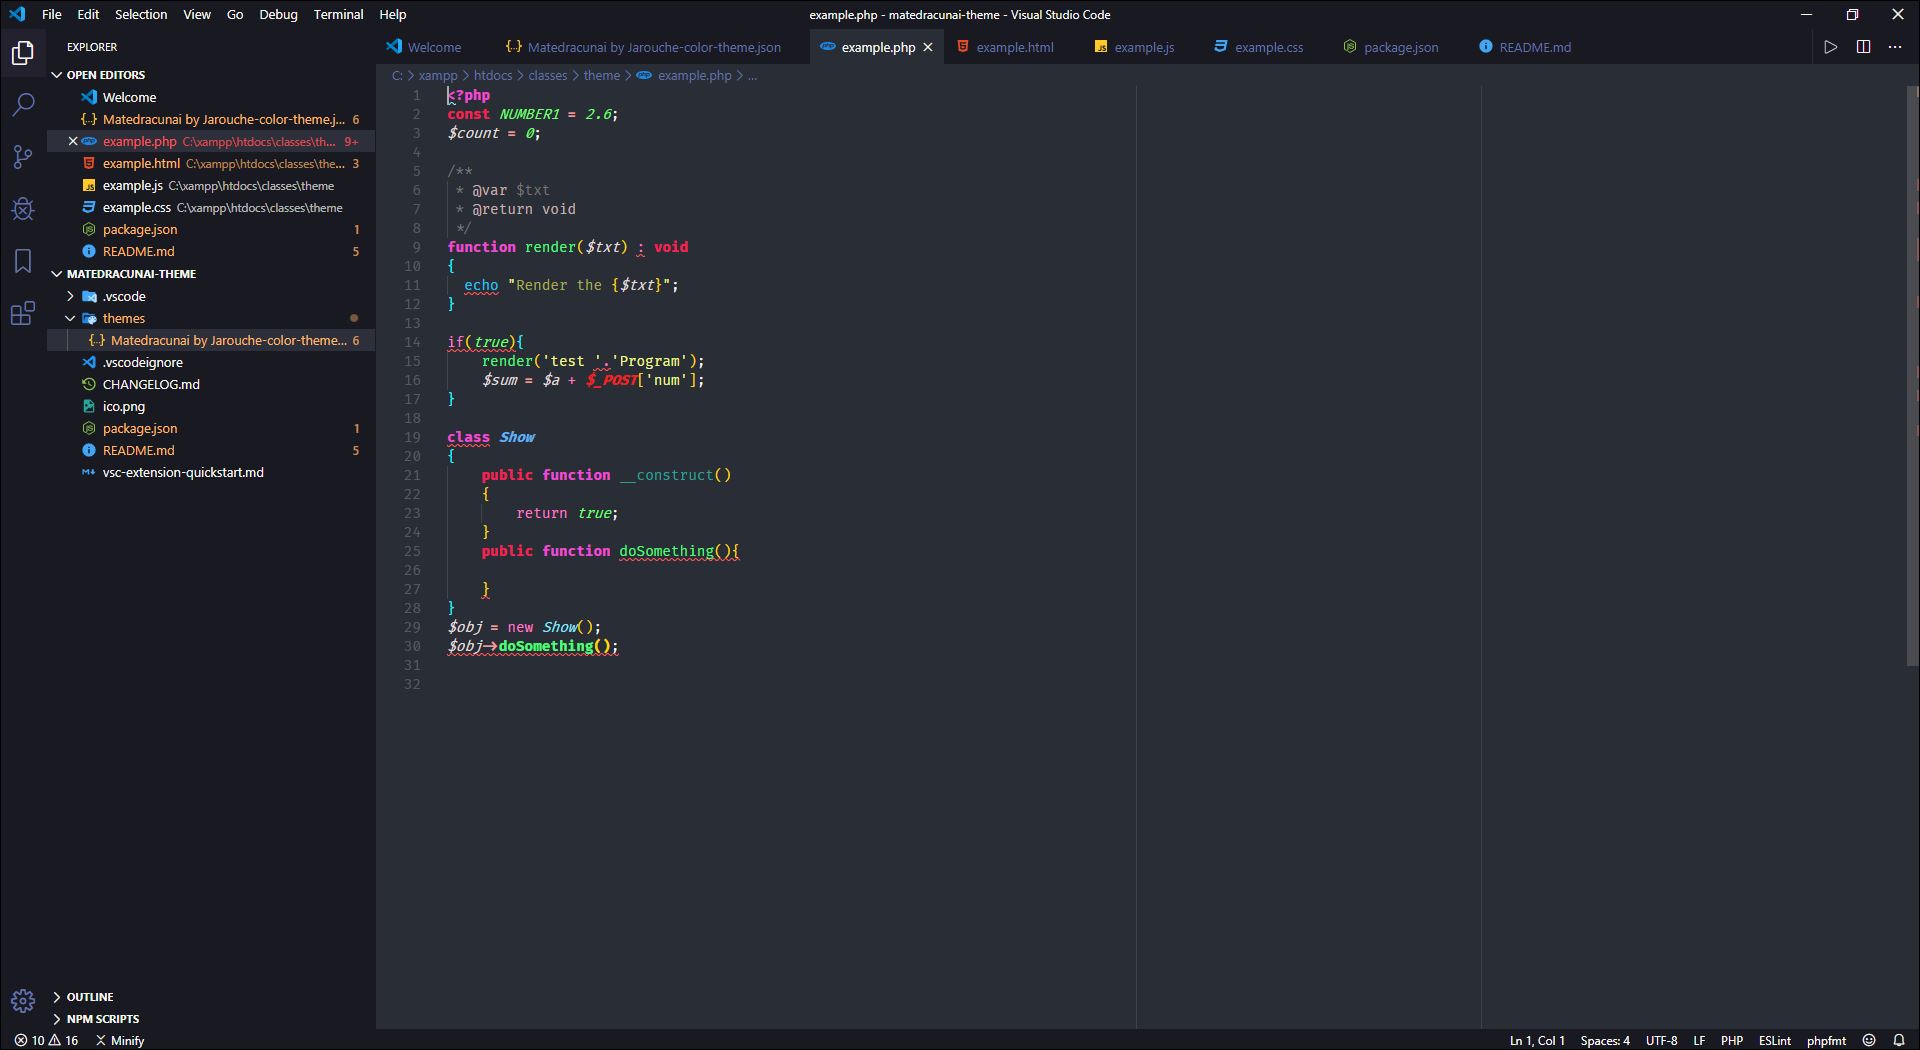 File Edit Selection View Go Debug Terminal Help
example.php - matedracunai-theme - Visual Studio Code
EXPLORER
OPEN EDITORS
Welcome
{..} Matedracunai by Jarouche-color-theme.j... 6
example.php C:\xampp\htdocs\classes\th... 9+
example.html C:\xampp\htdocs\classes\the... 3
example.js C:\xampp\htdocs\classes\theme
example.css C:\xampp\htdocs\classes\theme
package.json 1
README.md 5
MATEDRACUNAI-THEME
.vscode
themes
{..} Matedracunai by Jarouche-color-theme... 6
.vscodeignore
CHANGELOG.md
ico.png
package.json 1
README.md 5
vsc-extension-quickstart.md
OUTLINE
NPM SCRIPTS
Welcome {..} Matedracunai by Jarouche-color-theme.json example.php example.html example.js example.css package.json README.md
C: > xampp > htdocs > classes > theme > example.php > ...
1 <?php
2 const NUMBER1 = 2.6;
3 $count = 0;
4
5 /**
6 * @var $txt
7 * @return void
8 */
9 function render($txt) : void
10 {
11 echo "Render the {$txt}";
12 }
13
14 if(true){
15 render('test '.'Program');
16 $sum = $a + $_POST['num'];
17 }
18
19 class Show
20 {
21 public function __construct()
22 {
23 return true;
24 }
25 public function doSomething(){
26
27 }
28 }
29 $obj = new Show();
30 $obj->doSomething();
31
32
10 16 Minify
Ln 1, Col 1 Spaces: 4 UTF-8 LF PHP ESLint phpfmt